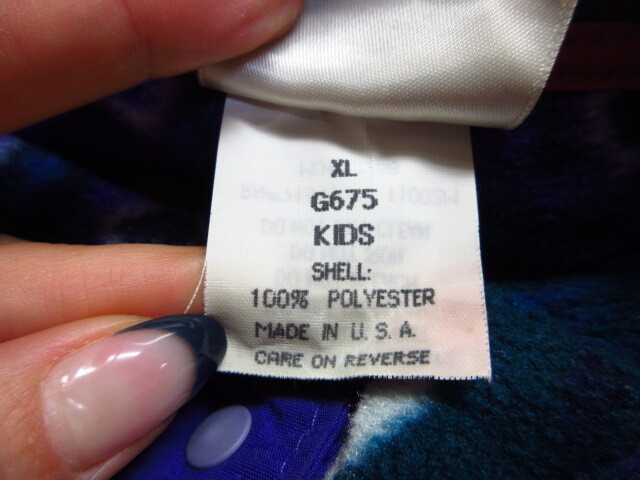 XL
G675
KIDS
SHELL:
100% POLYESTER
MADE IN U. S. A.
CARE ON REVERSE